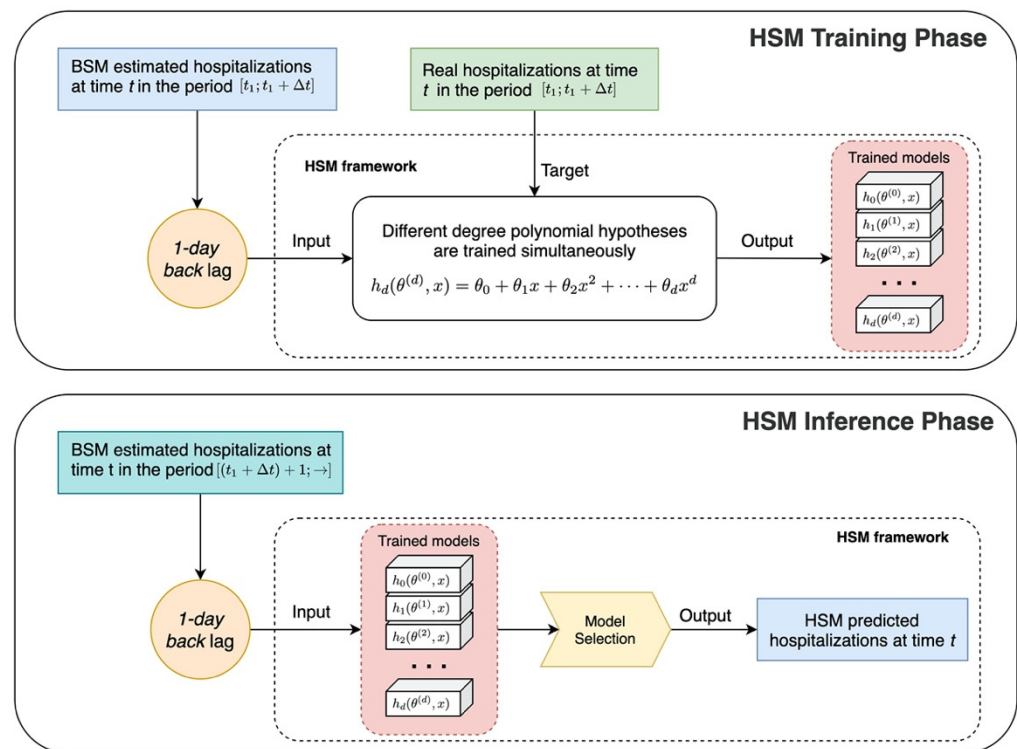 HSM Training Phase
BSM estimated hospitalizations
at time t in the period [t₁; t₁ + Δt]
Real hospitalizations at time
t in the period [t₁; t₁ + Δt]
HSM framework
Target
1-day
back lag
Input
Different degree polynomial hypotheses
are trained simultaneously
h_d(θ^(d), x) = θ₀ + θ₁x + θ₂x² + ··· + θ_d x^d
Output
Trained models
h₀(θ^(0), x)
h₁(θ^(1), x)
h₂(θ^(2), x)
...
h_d(θ^(d), x)
HSM Inference Phase
BSM estimated hospitalizations at
time t in the period [(t₁ + Δt) + 1; →]
HSM framework
1-day
back lag
Input
Trained models
h₀(θ^(0), x)
h₁(θ^(1), x)
h₂(θ^(2), x)
...
h_d(θ^(d), x)
Model
Selection
Output
HSM predicted
hospitalizations at time t